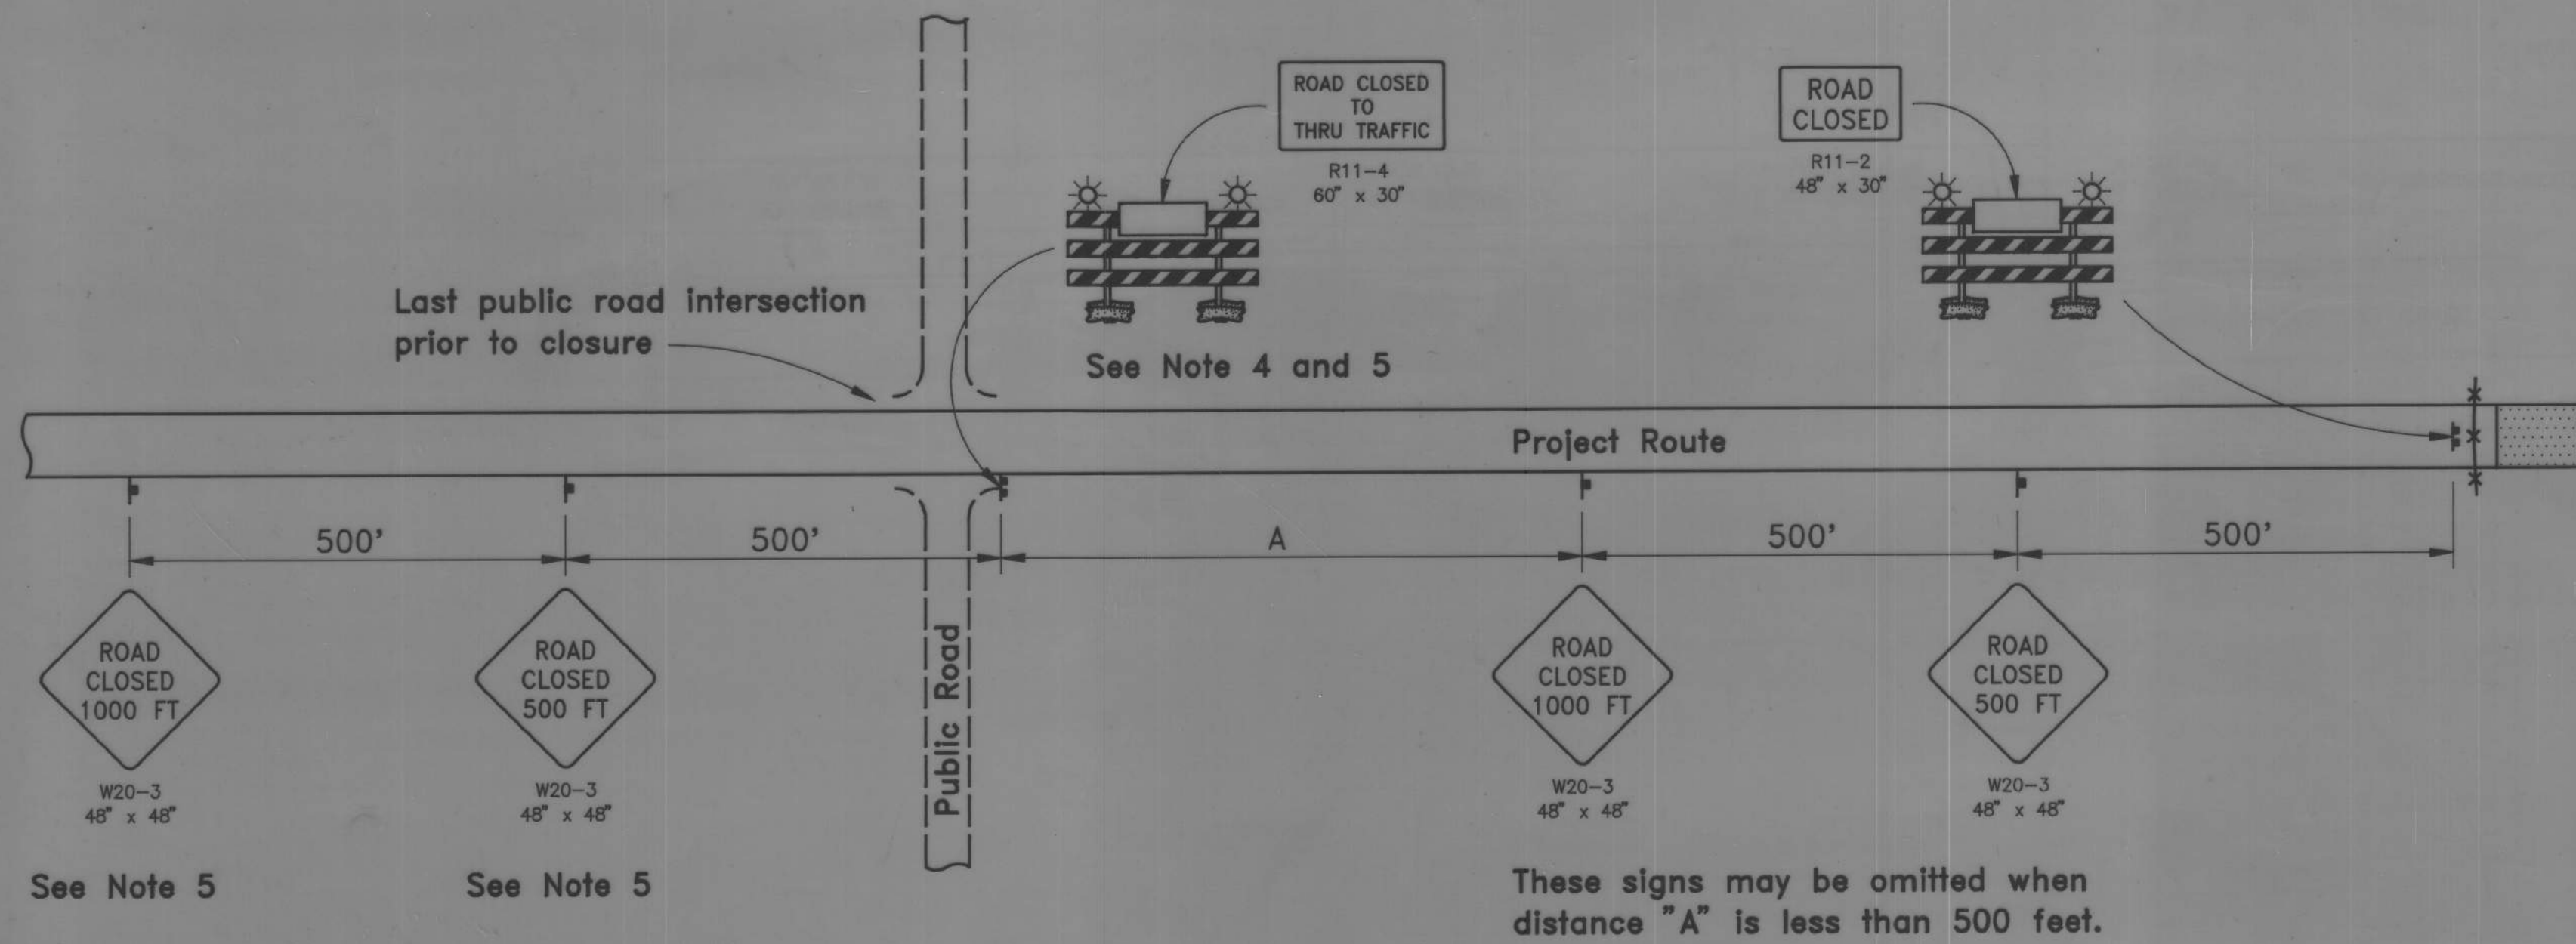 ROAD CLOSED
TO
THRU TRAFFIC
R11-4
60" x 30"
ROAD
CLOSED
R11-2
48" x 30"
Last public road intersection
prior to closure
See Note 4 and 5
Project Route
500'
500'
A
500'
500'
ROAD
CLOSED
1000 FT
W20-3
48" x 48"
See Note 5
ROAD
CLOSED
500 FT
W20-3
48" x 48"
See Note 5
Public Road
ROAD
CLOSED
1000 FT
W20-3
48" x 48"
ROAD
CLOSED
500 FT
W20-3
48" x 48"
These signs may be omitted when
distance "A" is less than 500 feet.